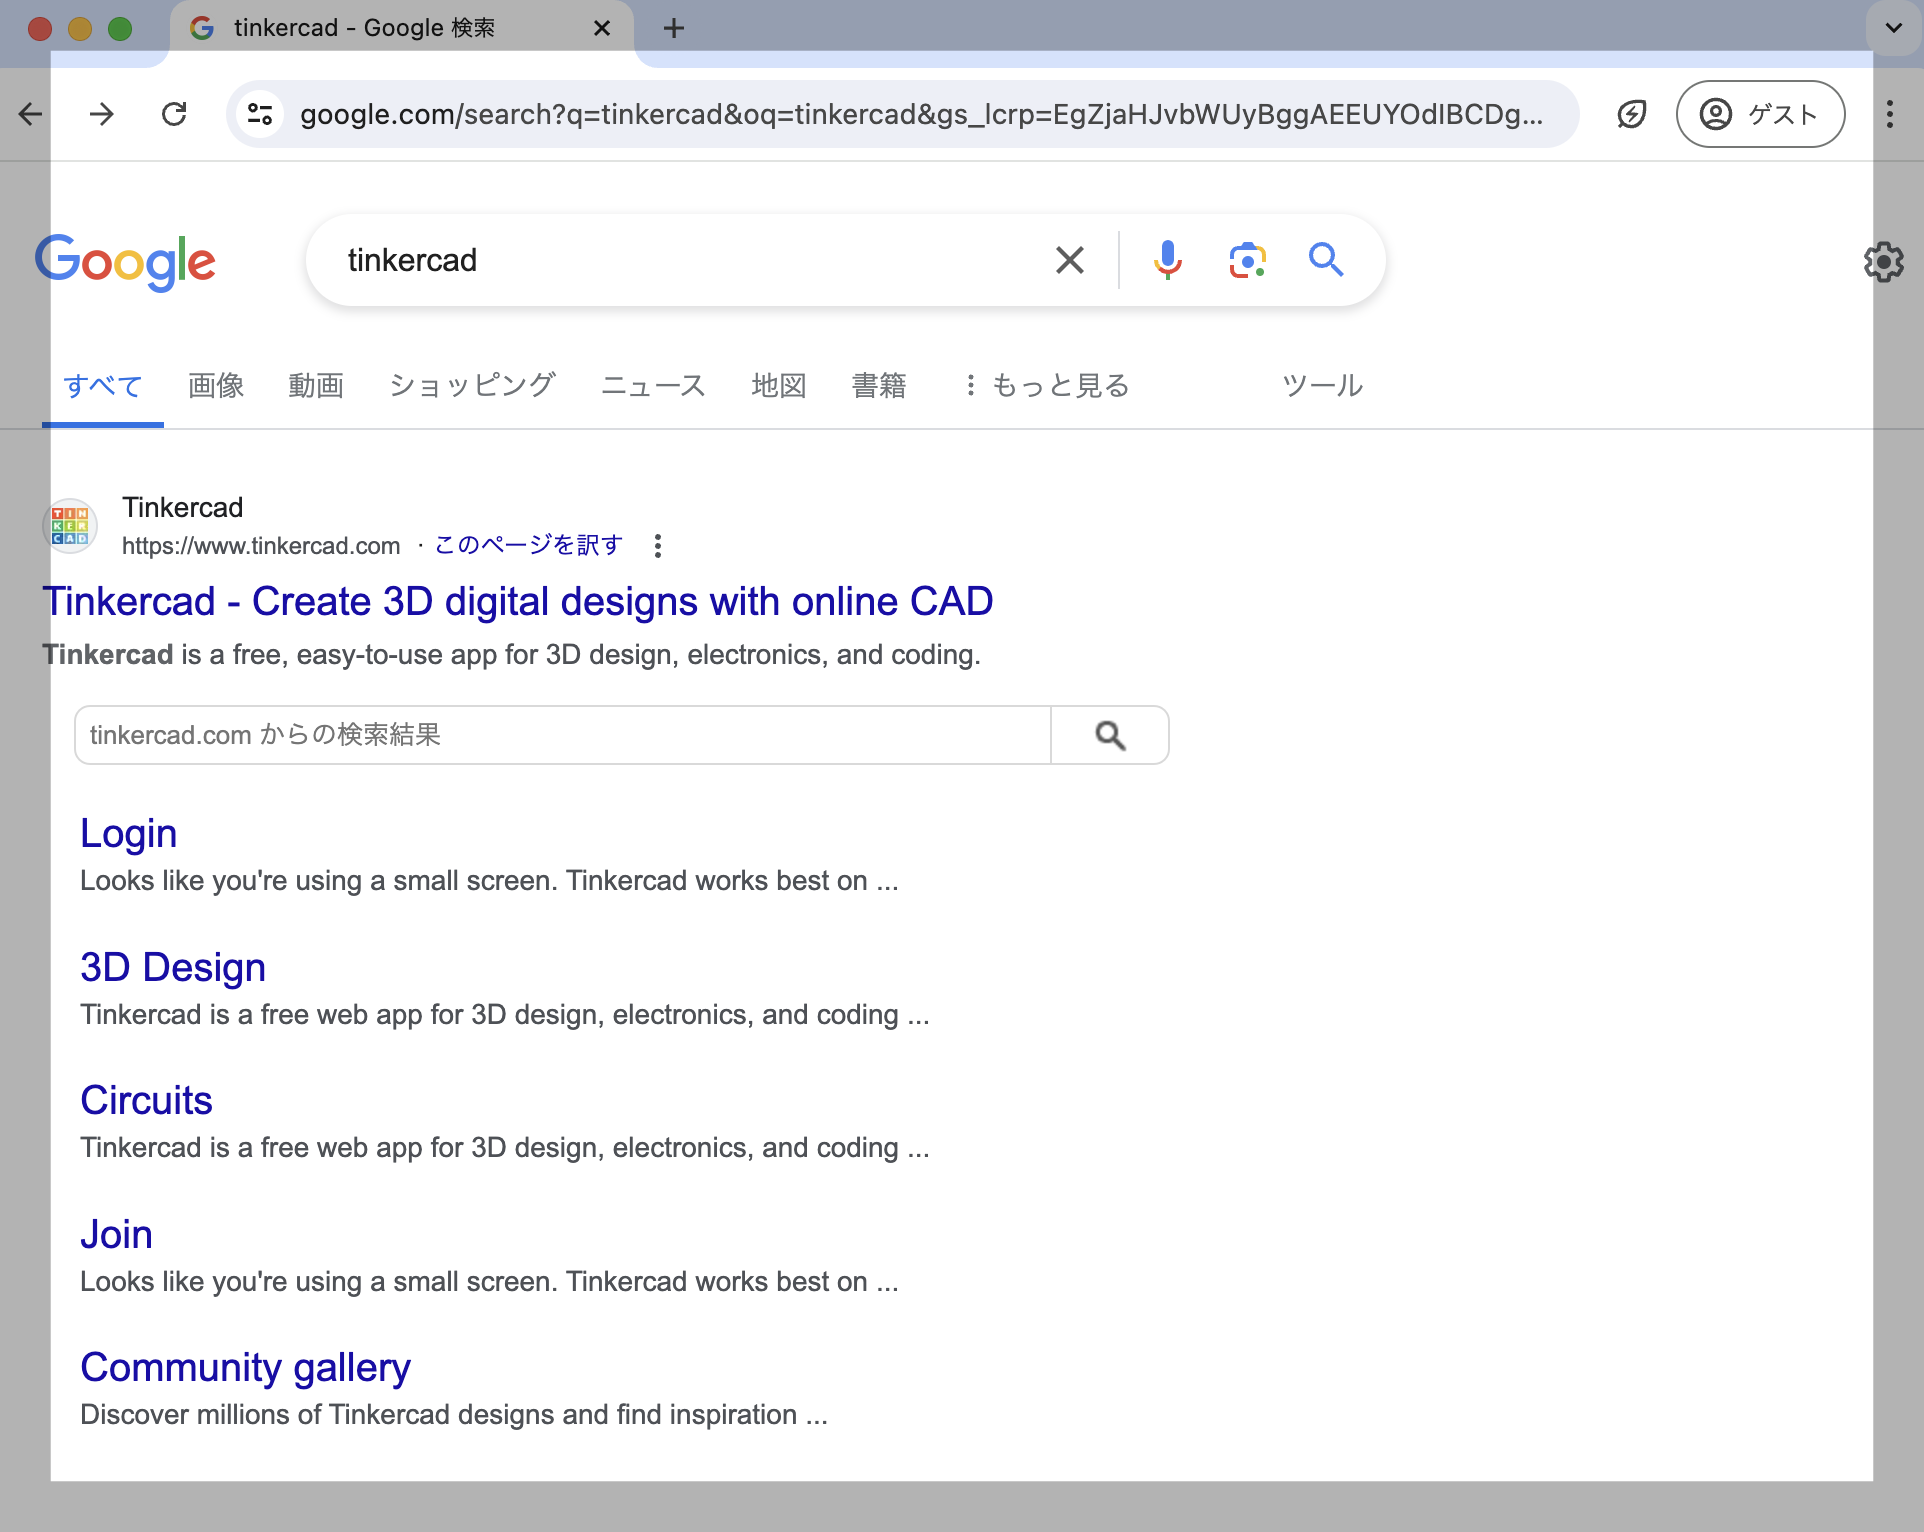 tinkercad - Google 検索
google.com/search?q=tinkercad&oq=tinkercad&gs_lcrp=EgZjaHJvbWUyBggAEEUYOdIBCDg...
ゲスト
Google
tinkercad
すべて 画像 動画 ショッピング ニュース 地図 書籍 もっと見る ツール
TIN
KER
CAD
Tinkercad
https://www.tinkercad.com · このページを訳す
Tinkercad - Create 3D digital designs with online CAD
Tinkercad is a free, easy-to-use app for 3D design, electronics, and coding.
tinkercad.com からの検索結果
Login
Looks like you're using a small screen. Tinkercad works best on ...
3D Design
Tinkercad is a free web app for 3D design, electronics, and coding ...
Circuits
Tinkercad is a free web app for 3D design, electronics, and coding ...
Join
Looks like you're using a small screen. Tinkercad works best on ...
Community gallery
Discover millions of Tinkercad designs and find inspiration ...